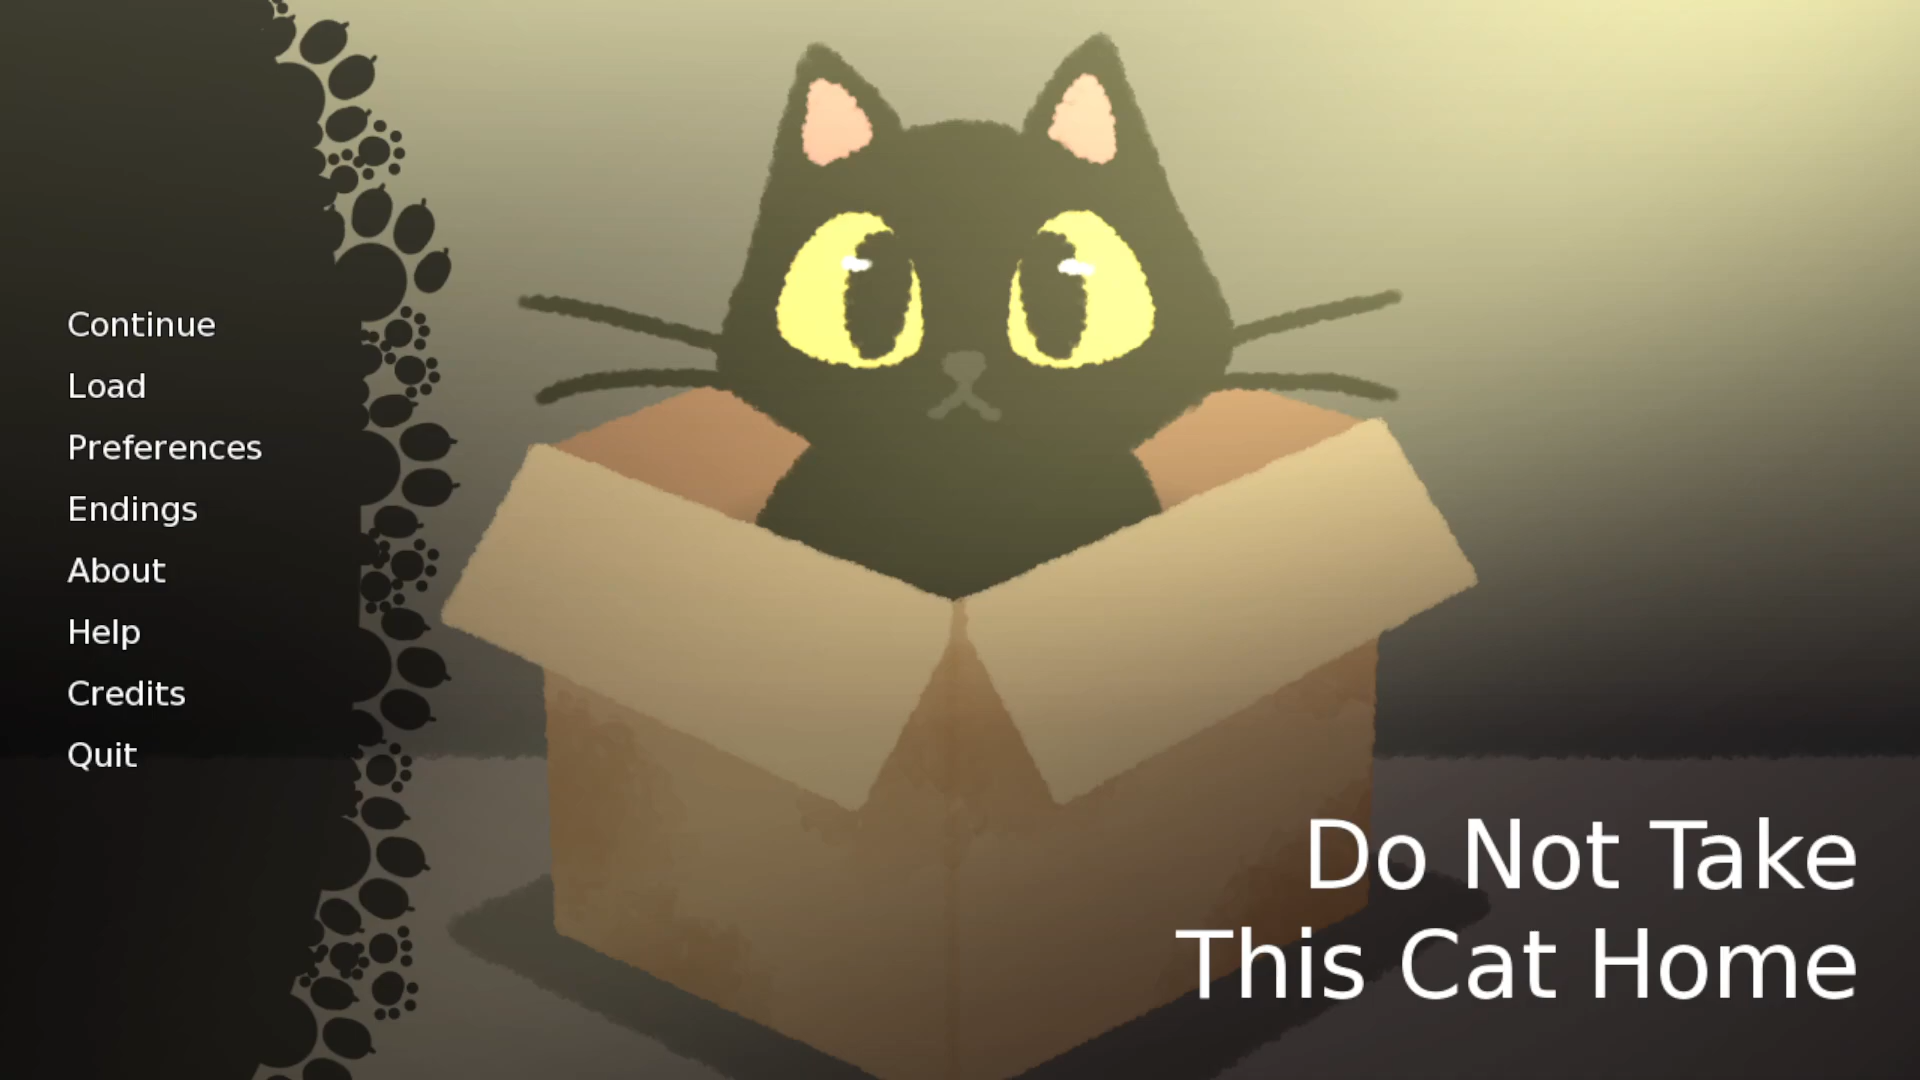 Continue
Load
Preferences
Endings
About
Help
Credits
Quit
Do Not Take
This Cat Home